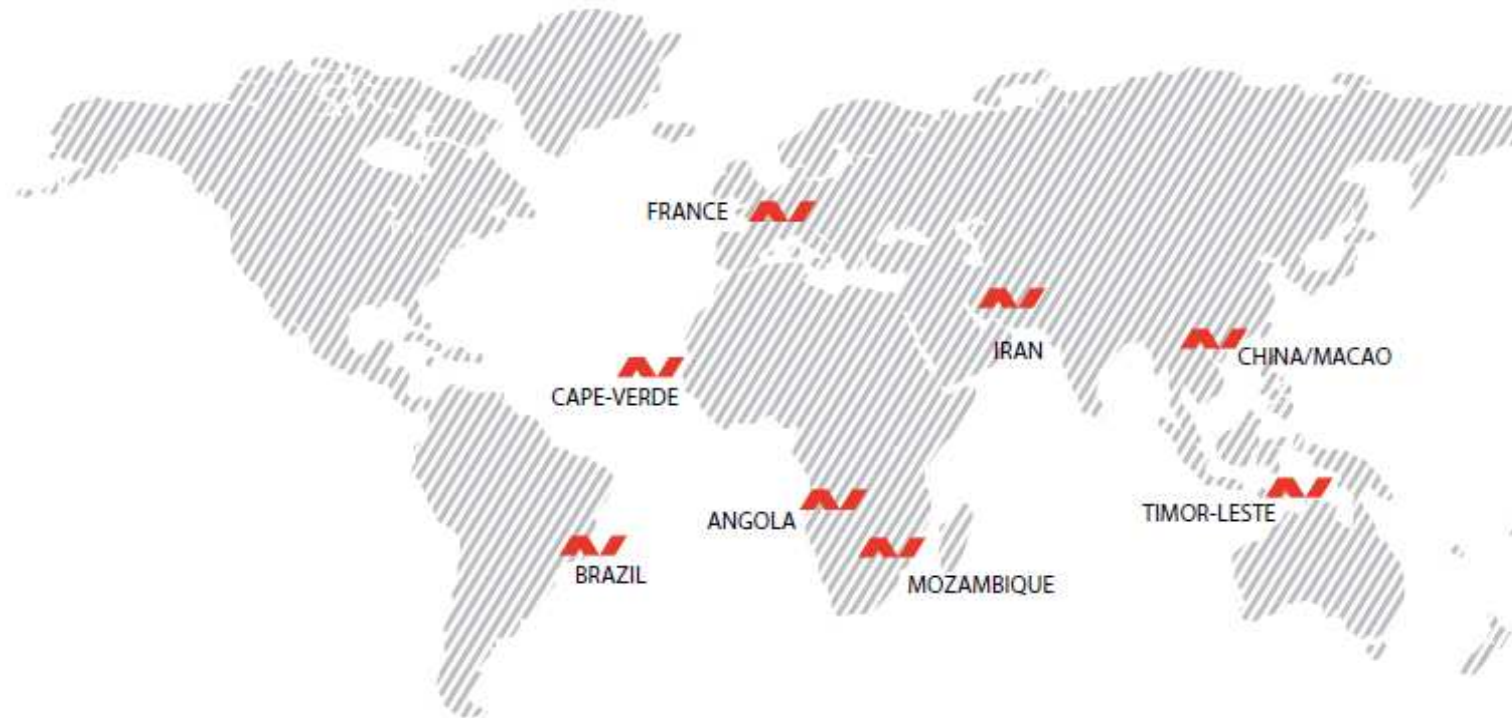 FRANCE
IRAN
CHINA/MACAO
CAPE-VERDE
ANGOLA
TIMOR-LESTE
BRAZIL
MOZAMBIQUE